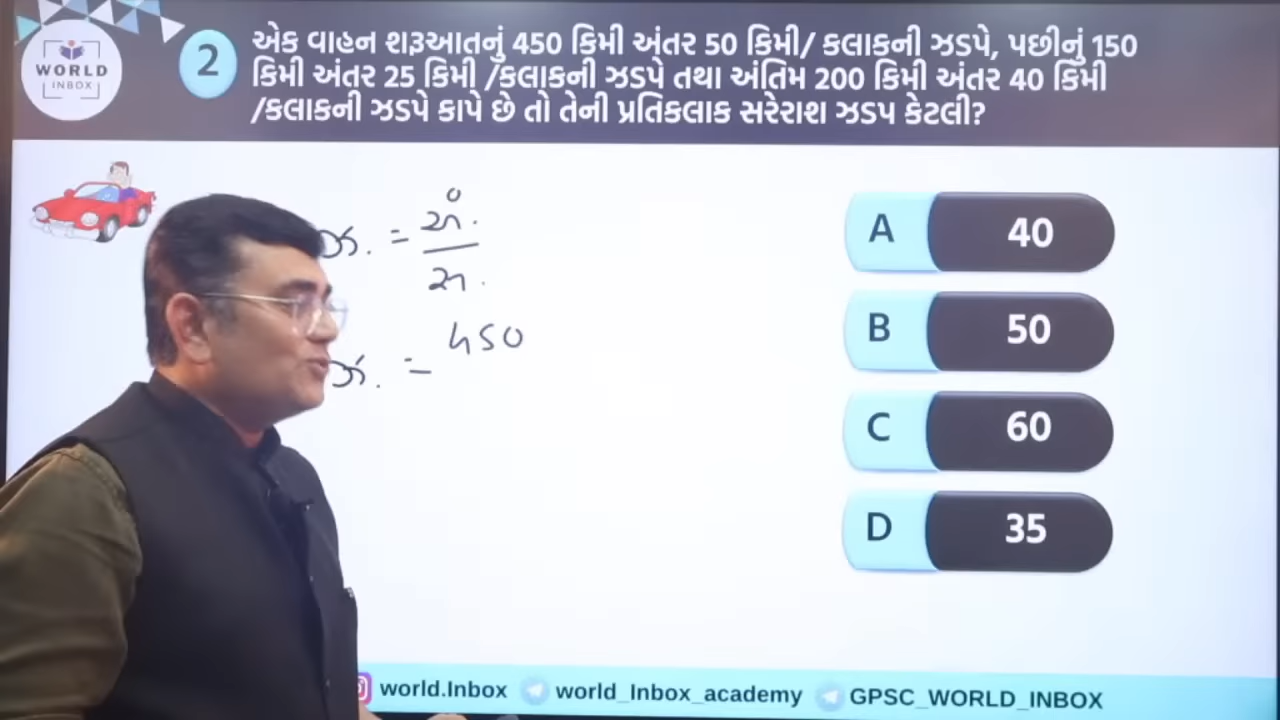 WORLD
INBOX
2
એક વાહન શરૂઆતનું 450 કિમી અંતર 50 કિમી/ કલાકની ઝડપે, પછીનું 150
કિમી અંતર 25 કિમી /કલાકની ઝડપે તથા અંતિમ 200 કિમી અંતર 40 કિમી
/કલાકની ઝડપે કાપે છે તો તેની પ્રતિકલાક સરેરાશ ઝડપ કેટલી?
ઝ. = અં.
સ.
ઝ. = ૫50
A 40
B 50
C 60
D 35
world.Inbox world_Inbox_academy GPSC_WORLD_INBOX